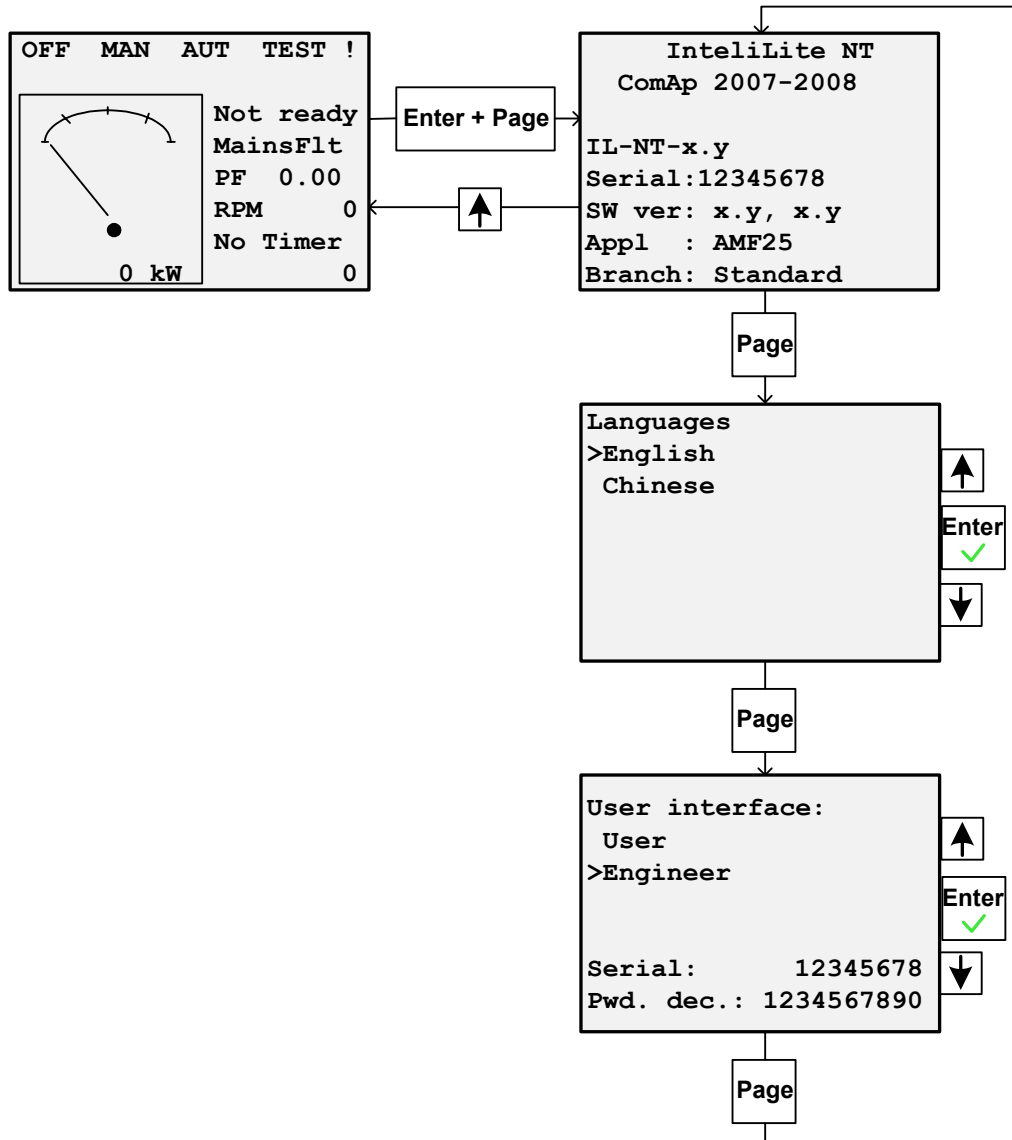 OFF MAN AUT TEST !
Not ready
MainsFlt
PF 0.00
RPM 0
No Timer
0 kW 0
Enter + Page
InteliLite NT
ComAp 2007-2008
IL-NT-x.y
Serial:12345678
SW ver: x.y, x.y
Appl : AMF25
Branch: Standard
Page
Languages
>English
Chinese
Enter
Page
User interface:
User
>Engineer
Serial: 12345678
Pwd. dec.: 1234567890
Enter
Page